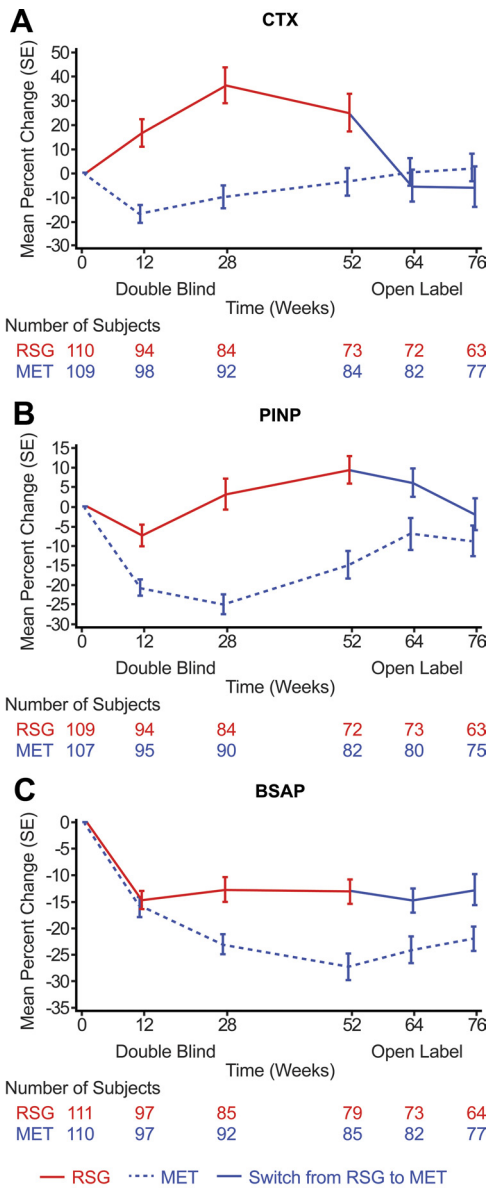 A
CTX
Mean Percent Change (SE)
50
40
30
20
10
0
-10
-20
-30
0 12 28 52 64 76
Double Blind Open Label
Time (Weeks)
Number of Subjects
RSG 110 94 84 73 72 63
MET 109 98 92 84 82 77
B
PINP
Mean Percent Change (SE)
15
10
5
0
-5
-10
-15
-20
-25
-30
0 12 28 52 64 76
Double Blind Open Label
Time (Weeks)
Number of Subjects
RSG 109 94 84 72 73 63
MET 107 95 90 82 80 75
C
BSAP
Mean Percent Change (SE)
0
-5
-10
-15
-20
-25
-30
-35
0 12 28 52 64 76
Double Blind Open Label
Time (Weeks)
Number of Subjects
RSG 111 97 85 79 73 64
MET 110 97 92 85 82 77
RSG MET Switch from RSG to MET